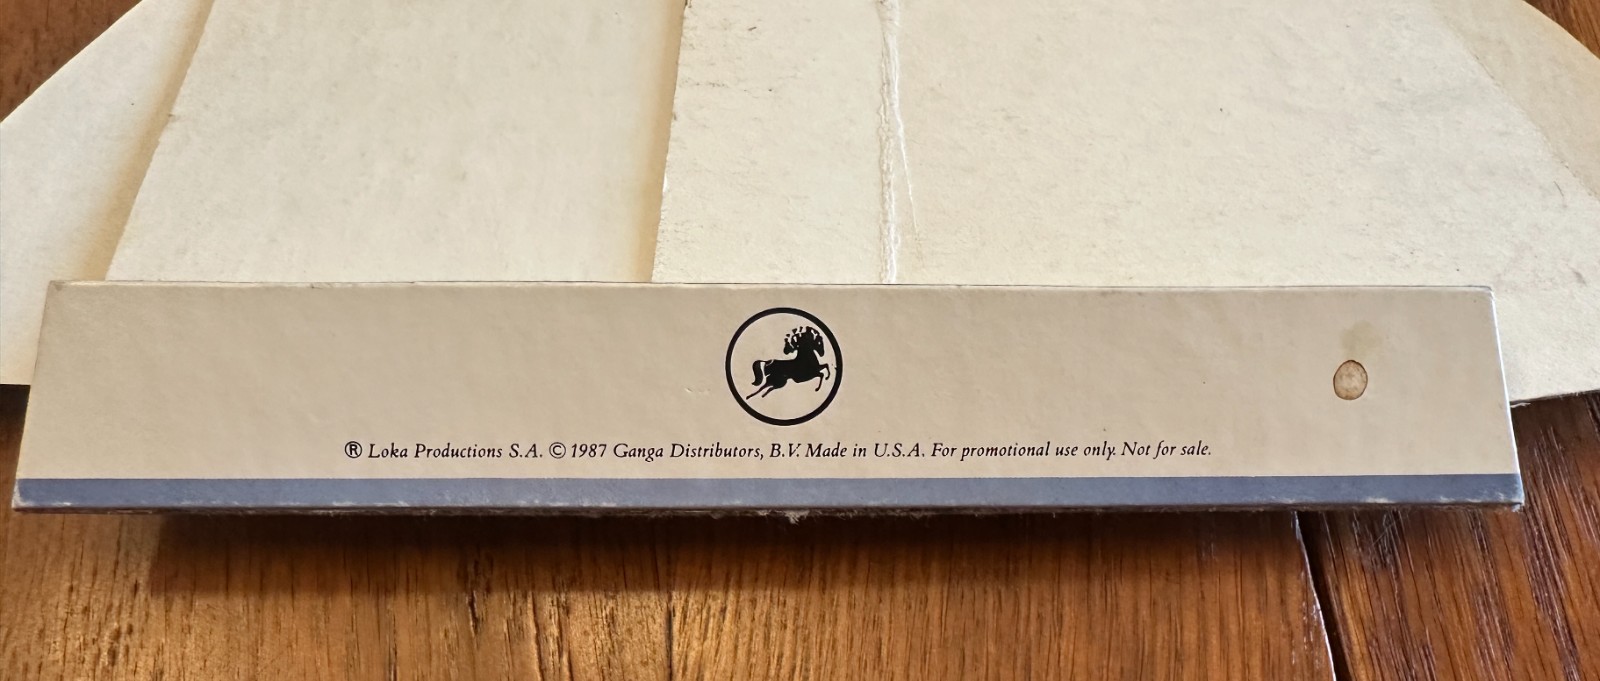 ® Loka Productions S.A. © 1987 Ganga Distributors, B.V. Made in U.S.A. For promotional use only. Not for sale.